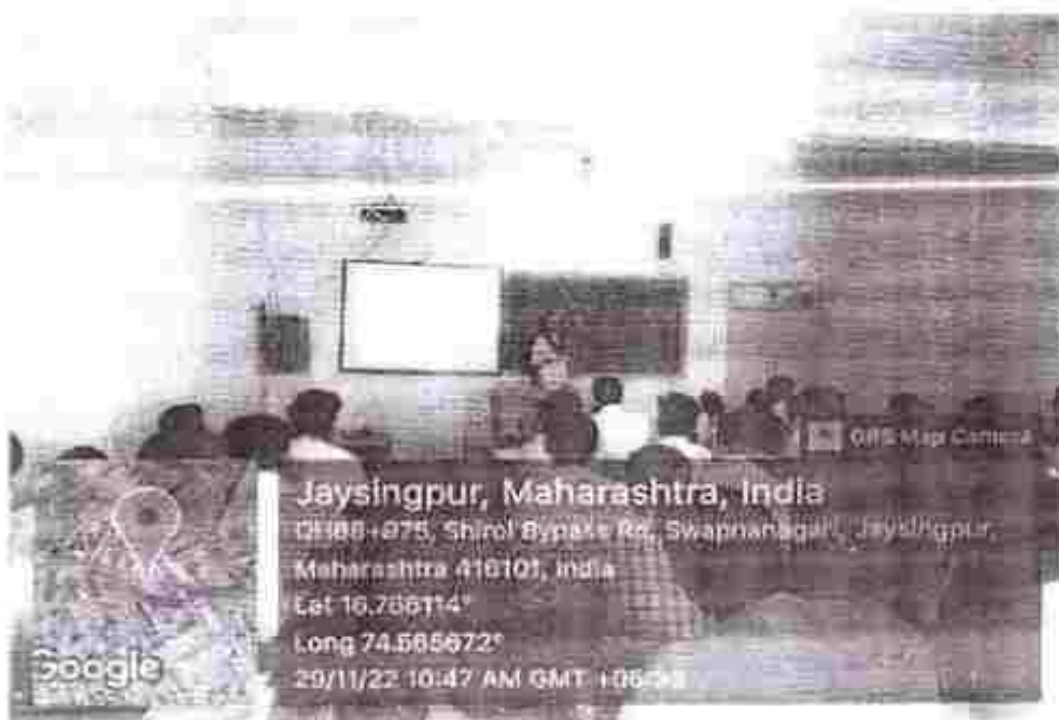 GPS Map Camera
Jaysingpur, Maharashtra, India
Shirol Bypass Rd, Swapnanagari, Jaysingpur,
Maharashtra 416101, India
Lat 16.766114°
Long 74.565672°
29/11/22 10:47 AM GMT
Google